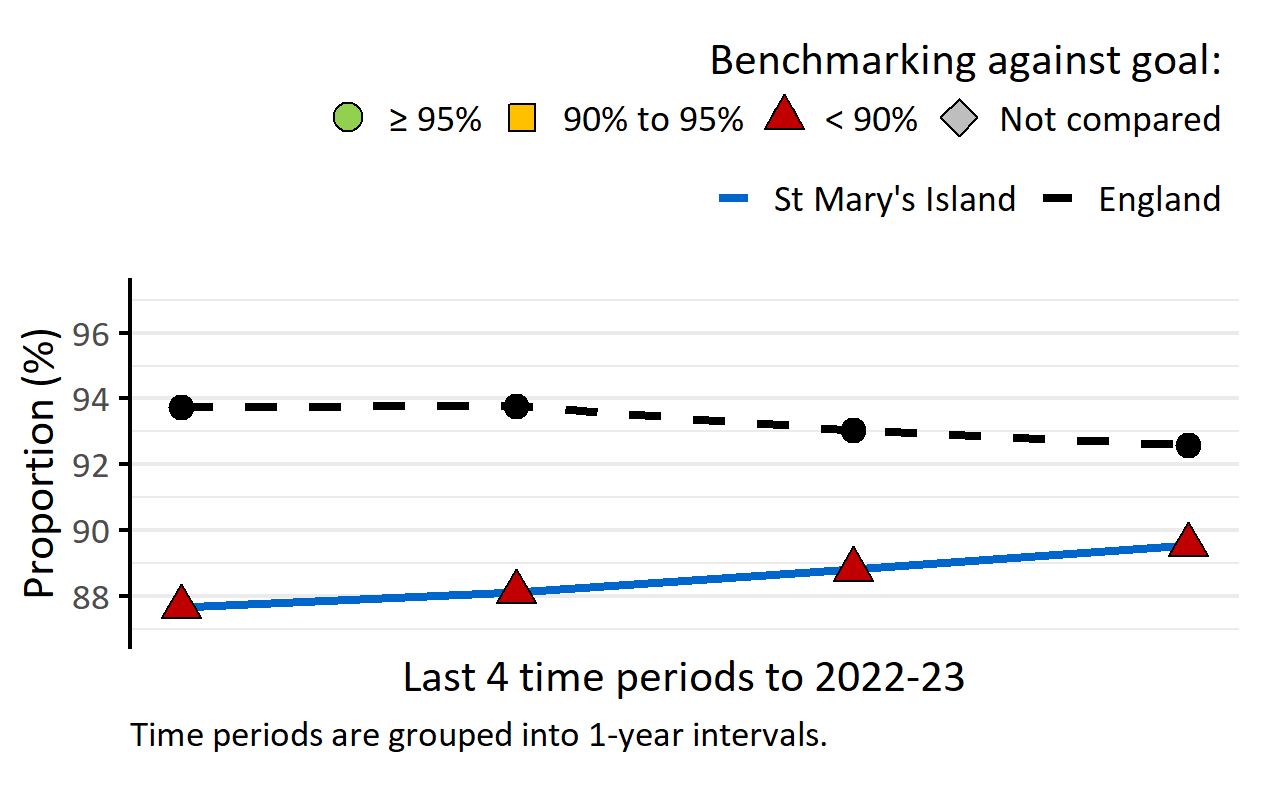 Benchmarking against goal:
≥ 95% 90% to 95% < 90% Not compared
St Mary's Island England
Proportion (%)
96
94
92
90
88
Last 4 time periods to 2022-23
Time periods are grouped into 1-year intervals.